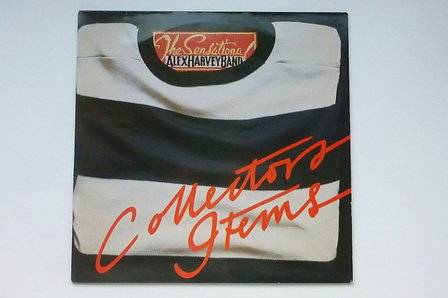 The Sensational
ALEX HARVEY BAND
Collectors
Items